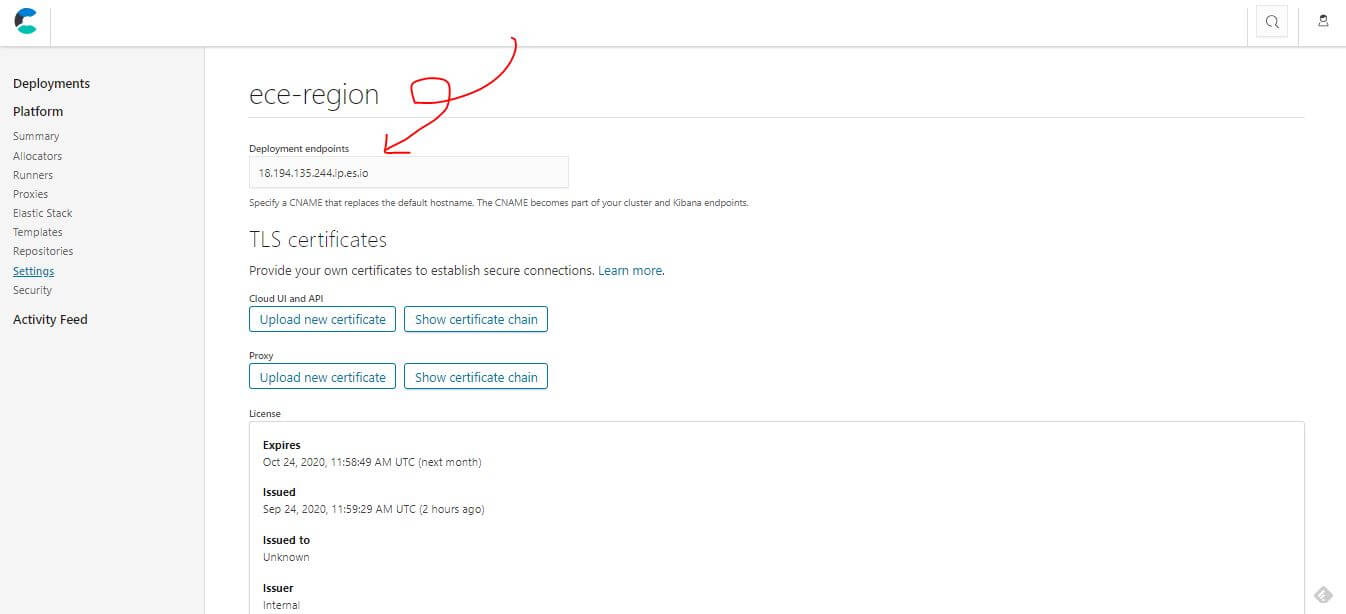 Deployments
Platform
Summary
Allocators
Runners
Proxies
Elastic Stack
Templates
Repositories
Settings
Security
Activity Feed
ece-region
Deployment endpoints
18.194.135.244.ip.es.io
Specify a CNAME that replaces the default hostname. The CNAME becomes part of your cluster and Kibana endpoints.
TLS certificates
Provide your own certificates to establish secure connections. Learn more.
Cloud UI and API
Upload new certificate Show certificate chain
Proxy
Upload new certificate Show certificate chain
License
Expires
Oct 24, 2020, 11:58:49 AM UTC (next month)
Issued
Sep 24, 2020, 11:59:29 AM UTC (2 hours ago)
Issued to
Unknown
Issuer
Internal